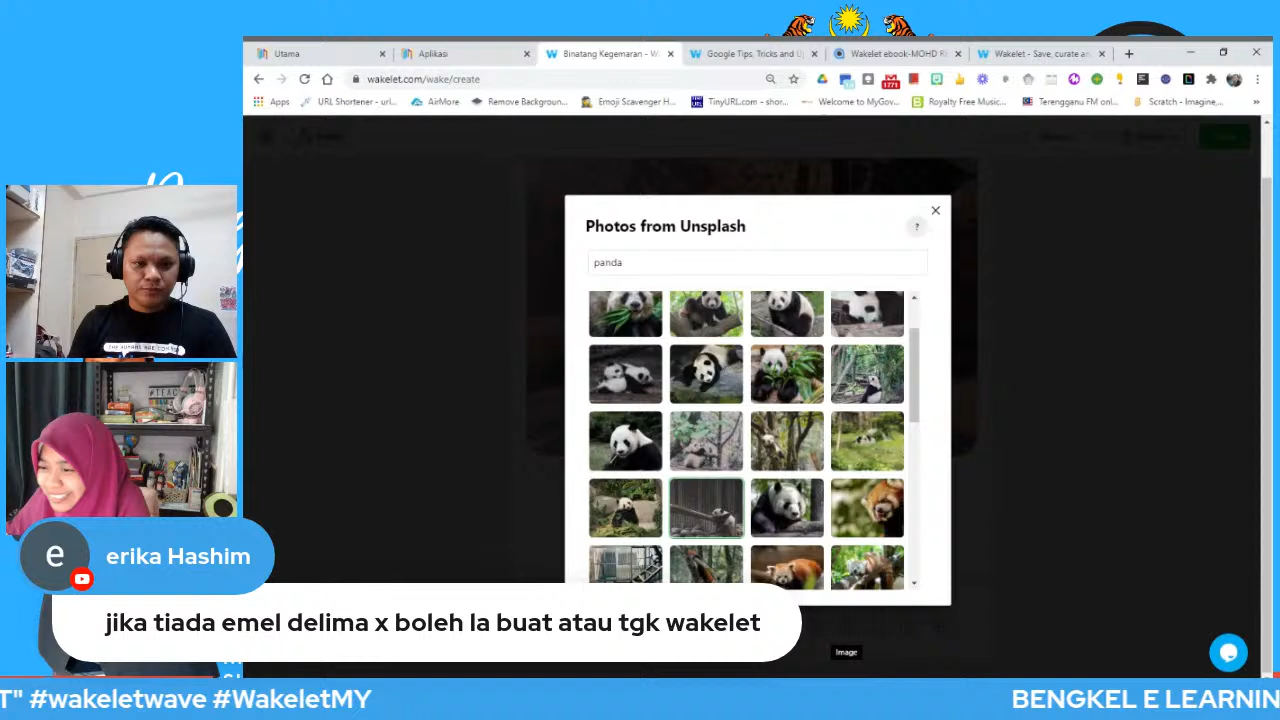 Utama
Aplikasi
Binatang Kegemaran - W
Google Tips, Tricks and U
Wakelet ebook-MOHD R
Wakelet - Save, curate an
wakelet.com/wake/create
1771
Apps
URL Shortener - url...
AirMore
Remove Backgroun...
Emoji Scavenger H...
TinyURL.com - shor...
Welcome to MyGov...
Royalty Free Music...
Terengganu FM onl...
Scratch - Imagine,...
Photos from Unsplash
?
panda
Image
#TEAC
e
erika Hashim
jika tiada emel delima x boleh la buat atau tgk wakelet
T" #wakeletwave #WakeletMY
BENGKEL E LEARNIN